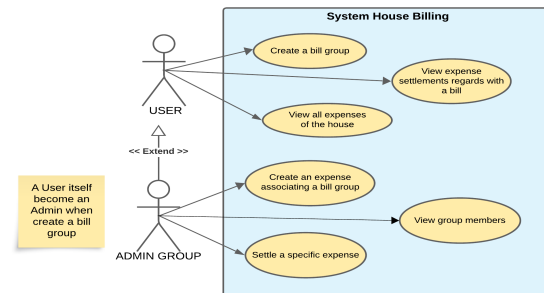 System House Billing
Create a bill group
View expense
settlements regards with
a bill
USER
View all expenses
of the house
<< Extend >>
Create an expense
associating a bill group
A User itself
become an
Admin when
create a bill
group
View group members
ADMIN GROUP
Settle a specific expense